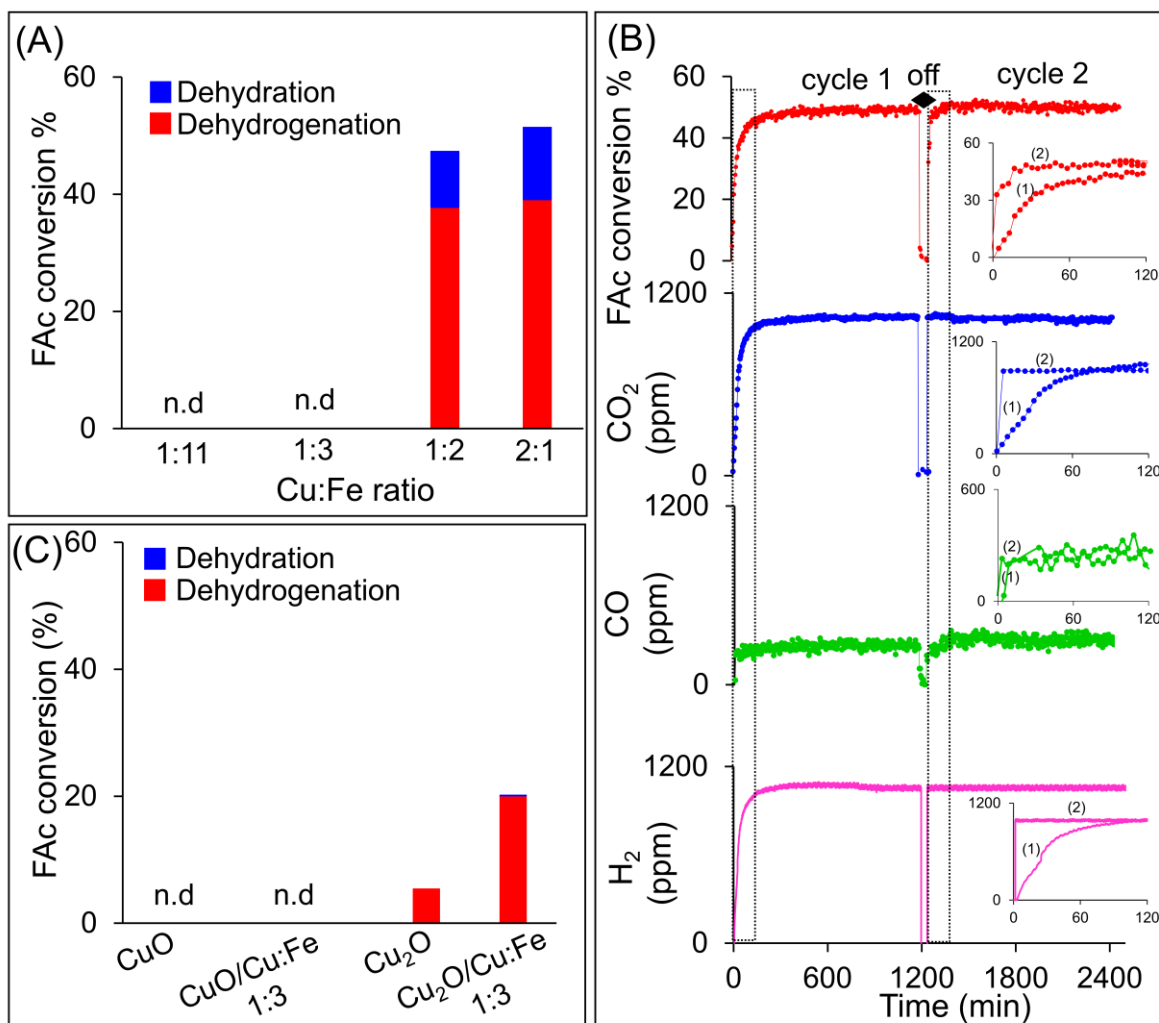 (A)
60
40
20
0
FAc conversion %
Dehydration
Dehydrogenation
n.d
n.d
1:11
1:3
1:2
2:1
Cu:Fe ratio
(B)
cycle 1
off
cycle 2
60
40
20
0
FAc conversion %
60
30
0
0
60
120
(2)
(1)
1200
0
CO₂
(ppm)
1200
0
0
60
120
(2)
(1)
1200
0
CO
(ppm)
600
0
0
60
120
(2)
(1)
1200
0
H₂
(ppm)
1200
0
0
60
120
(2)
(1)
0
600
1200
1800
2400
Time (min)
(C)
60
40
20
0
FAc conversion (%)
Dehydration
Dehydrogenation
n.d
n.d
CuO
CuO/Cu:Fe
1:3
Cu₂O
Cu₂O/Cu:Fe
1:3